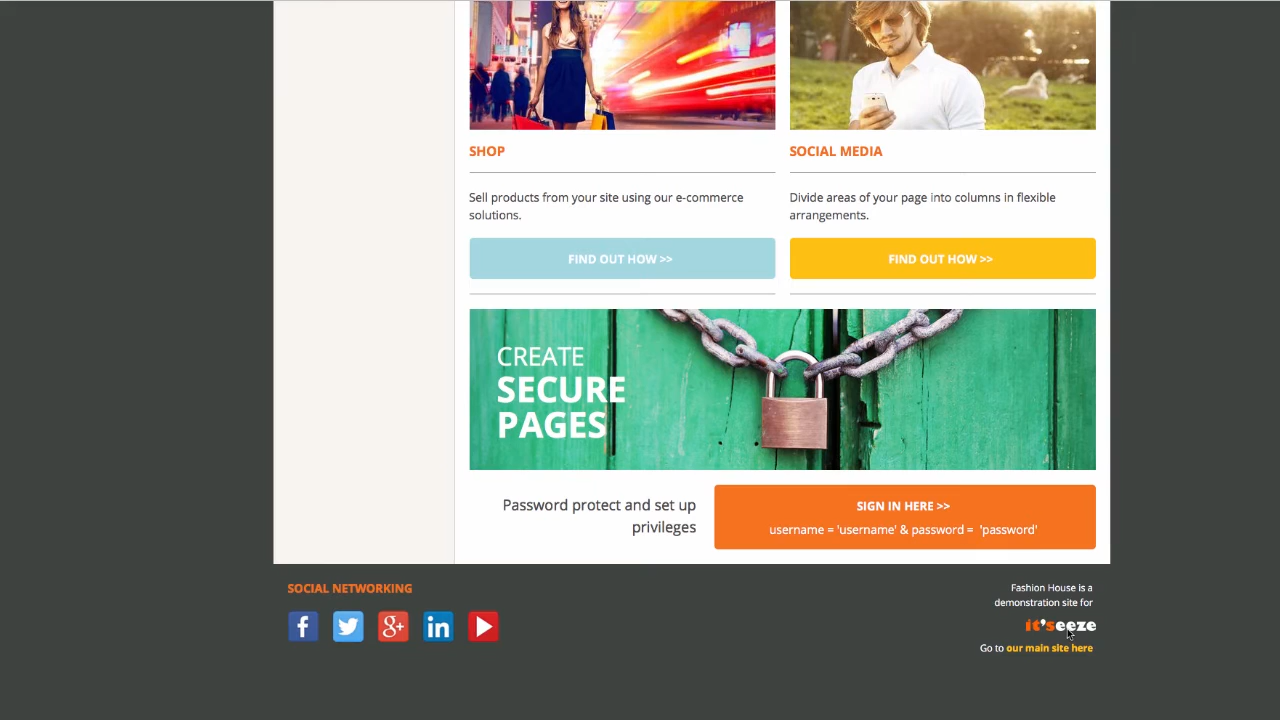 SHOP
Sell products from your site using our e-commerce
solutions.
FIND OUT HOW >>
SOCIAL MEDIA
Divide areas of your page into columns in flexible
arrangements.
FIND OUT HOW >>
CREATE
SECURE
PAGES
Password protect and set up
privileges
SIGN IN HERE >>
username = 'username' & password = 'password'
SOCIAL NETWORKING
f
g+
in
Fashion House is a
demonstration site for
it'seeze
Go to our main site here